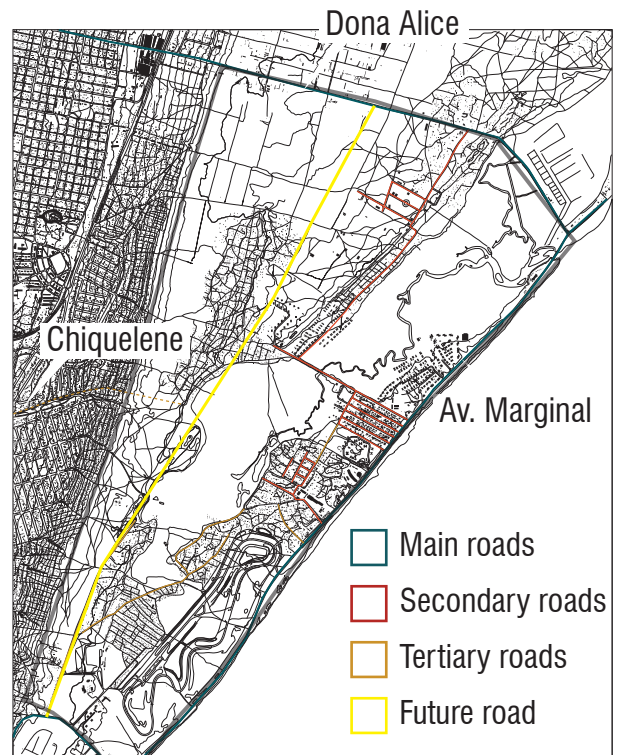 Dona Alice
Chiquelene
Av. Marginal
Main roads
Secondary roads
Tertiary roads
Future road